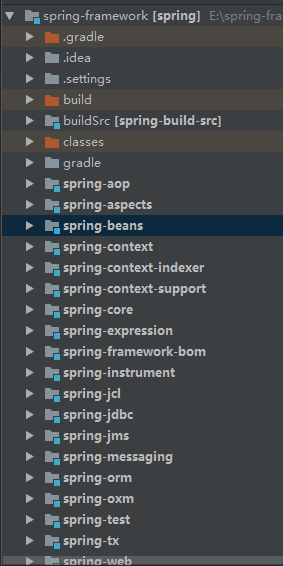 spring-framework [spring] E:\spring-fra
.gradle
.idea
.settings
build
buildSrc [spring-build-src]
classes
gradle
spring-aop
spring-aspects
spring-beans
spring-context
spring-context-indexer
spring-context-support
spring-core
spring-expression
spring-framework-bom
spring-instrument
spring-jcl
spring-jdbc
spring-jms
spring-messaging
spring-orm
spring-oxm
spring-test
spring-tx
spring-web